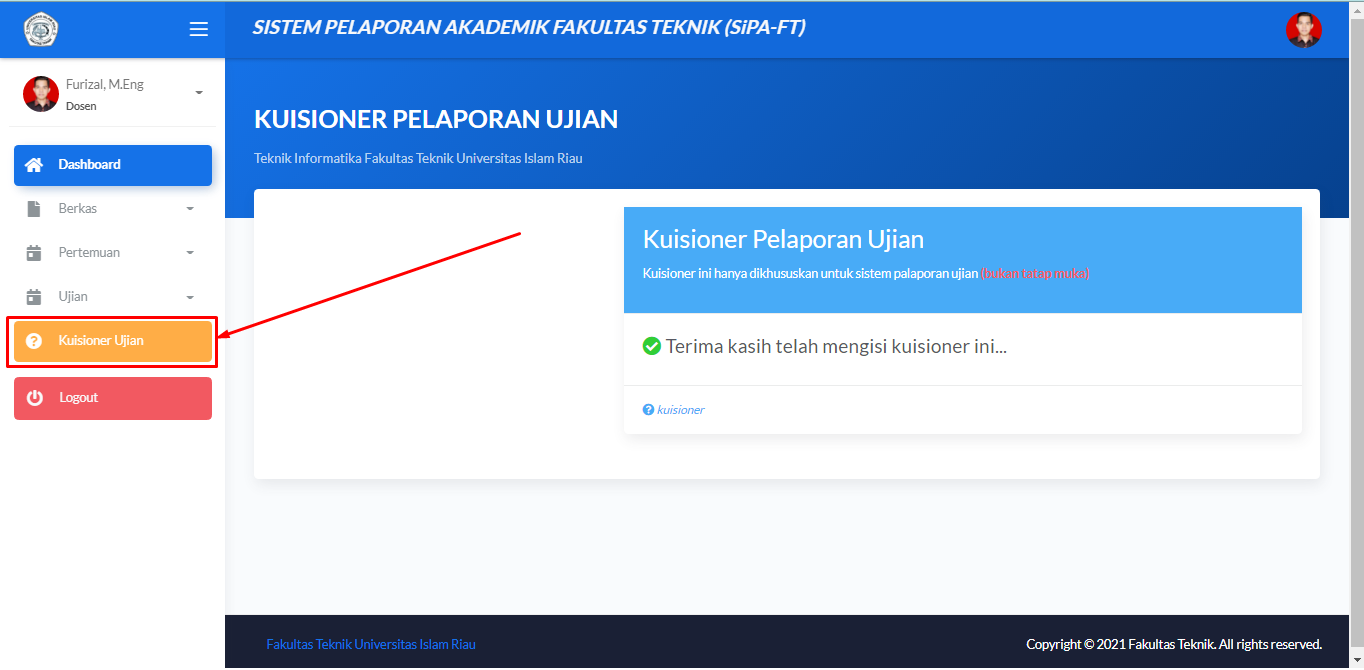 SISTEM PELAPORAN AKADEMIK FAKULTAS TEKNIK (SiPA-FT)
Furizal, M.Eng
Dosen
Dashboard
Berkas
Pertemuan
Ujian
Kuisioner Ujian
Logout
KUISIONER PELAPORAN UJIAN
Teknik Informatika Fakultas Teknik Universitas Islam Riau
Kuisioner Pelaporan Ujian
Kuisioner ini hanya dikhususkan untuk sistem palaporan ujian (bukan tatap muka)
Terima kasih telah mengisi kuisioner ini...
kuisioner
Fakultas Teknik Universitas Islam Riau
Copyright © 2021 Fakultas Teknik. All rights reserved.